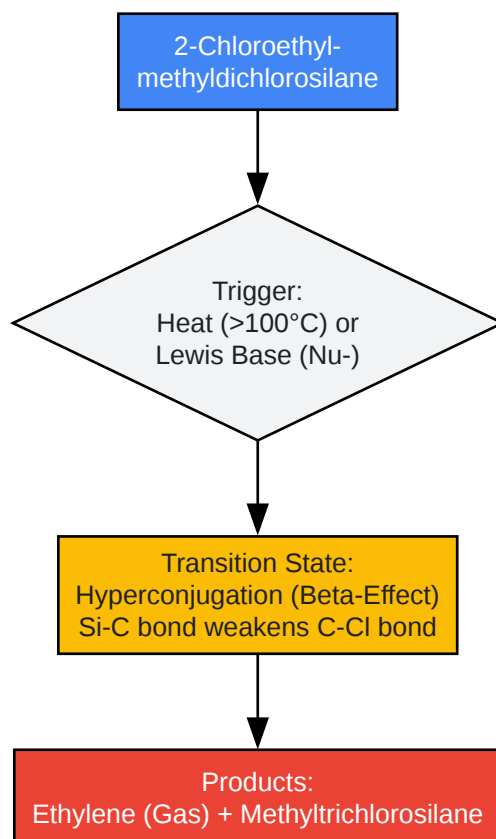 2-Chloroethyl-
methyldichlorosilane
Trigger:
Heat (>100°C) or
Lewis Base (Nu-)
Transition State:
Hyperconjugation (Beta-Effect)
Si-C bond weakens C-Cl bond
Products:
Ethylene (Gas) + Methyltrichlorosilane